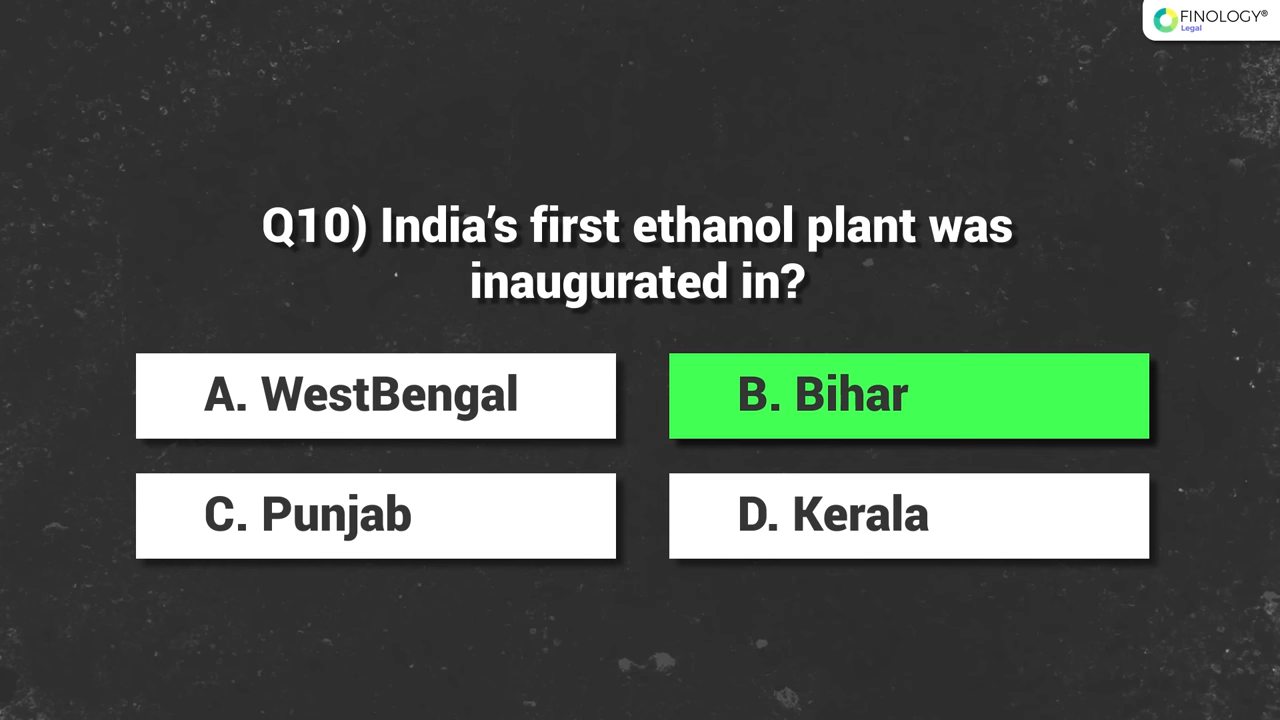 FINOLOGY®
Legal
Q10) India’s first ethanol plant was
inaugurated in?
A. WestBengal
B. Bihar
C. Punjab
D. Kerala